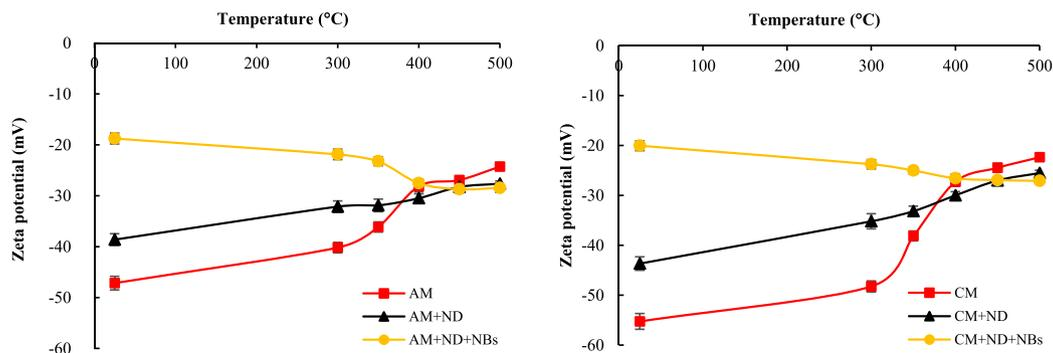 Temperature (°C)
0
0 100 200 300 400 500
-10
-20
-30
-40
-50
-60
Zeta potential (mV)
AM
AM+ND
AM+ND+NBs
Temperature (°C)
0
0 100 200 300 400 500
-10
-20
-30
-40
-50
-60
Zeta potential (mV)
CM
CM+ND
CM+ND+NBs